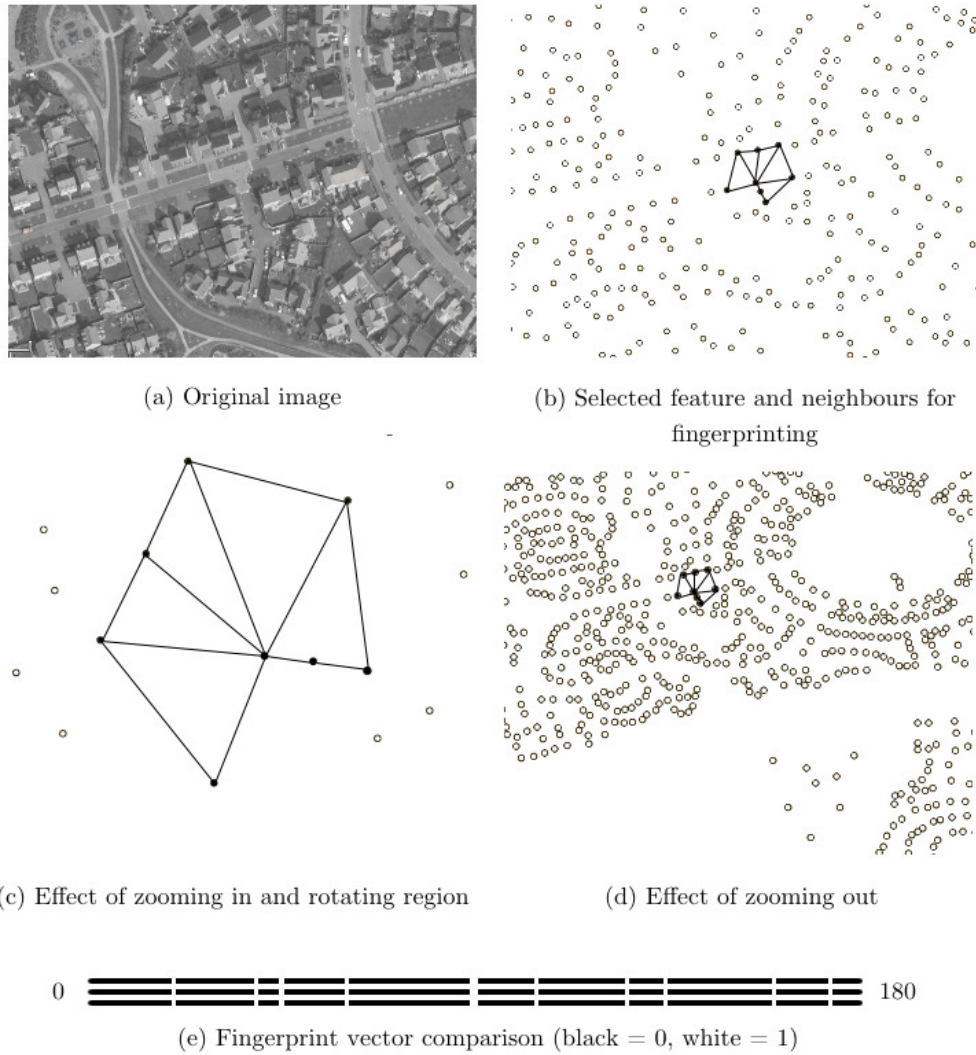 (a) Original image
(b) Selected feature and neighbours for
fingerprinting
(c) Effect of zooming in and rotating region
(d) Effect of zooming out
0
180
(e) Fingerprint vector comparison (black = 0, white = 1)